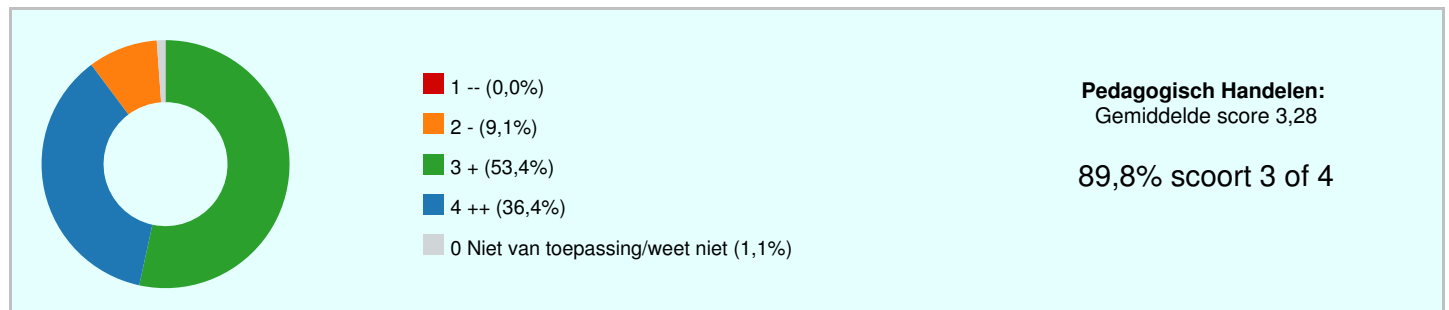 1 -- (0,0%)
2 - (9,1%)
3 + (53,4%)
4 ++ (36,4%)
0 Niet van toepassing/weet niet (1,1%)
Pedagogisch Handelen:
Gemiddelde score 3,28
89,8% scoort 3 of 4